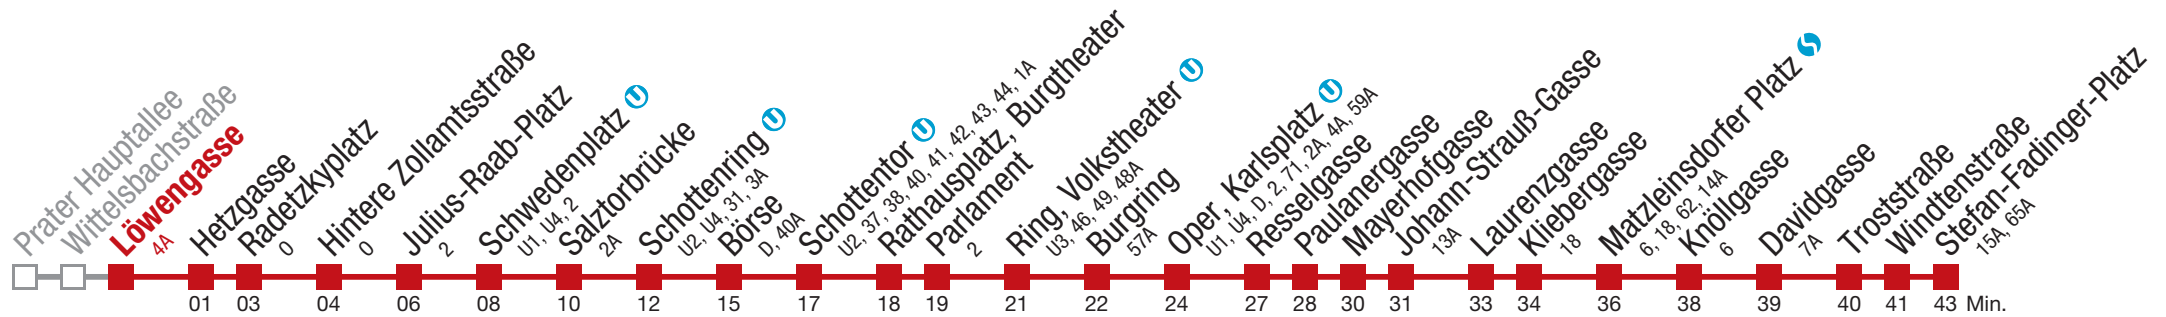 Prater Hauptallee
Wittelsbachstraße
Löwengasse
4A
Hetzgasse
Radetzkyplatz
O
Hintere Zollamtsstraße
O
Julius-Raab-Platz
2
Schwedenplatz U
U1, U4, 2
Salztorbrücke
2A
Schottenring U
U2, U4, 31, 3A
Börse
D, 40A
Schottentor U
U2, 37, 38, 40, 41, 42, 43, 44, 1A
Rathausplatz, Burgtheater
Parlament
2
Ring, Volkstheater U
U3, 46, 49, 48A
Burgring
57A
Oper, Karlsplatz U
U1, U4, D, 2, 71, 2A, 4A, 59A
Resselgasse
Paulanergasse
Mayerhofgasse
Johann-Strauß-Gasse
13A
Laurenzgasse
Kliebergasse
18
Matzleinsdorfer Platz S
6, 18, 62, 14A
Knöllgasse
6
Davidgasse
7A
Troststraße
Windtenstraße
Stefan-Fadinger-Platz
15A, 65A
01 03 04 06 08 10 12 15 17 18 19 21 22 24 27 28 30 31 33 34 36 38 39 40 41 43 Min.